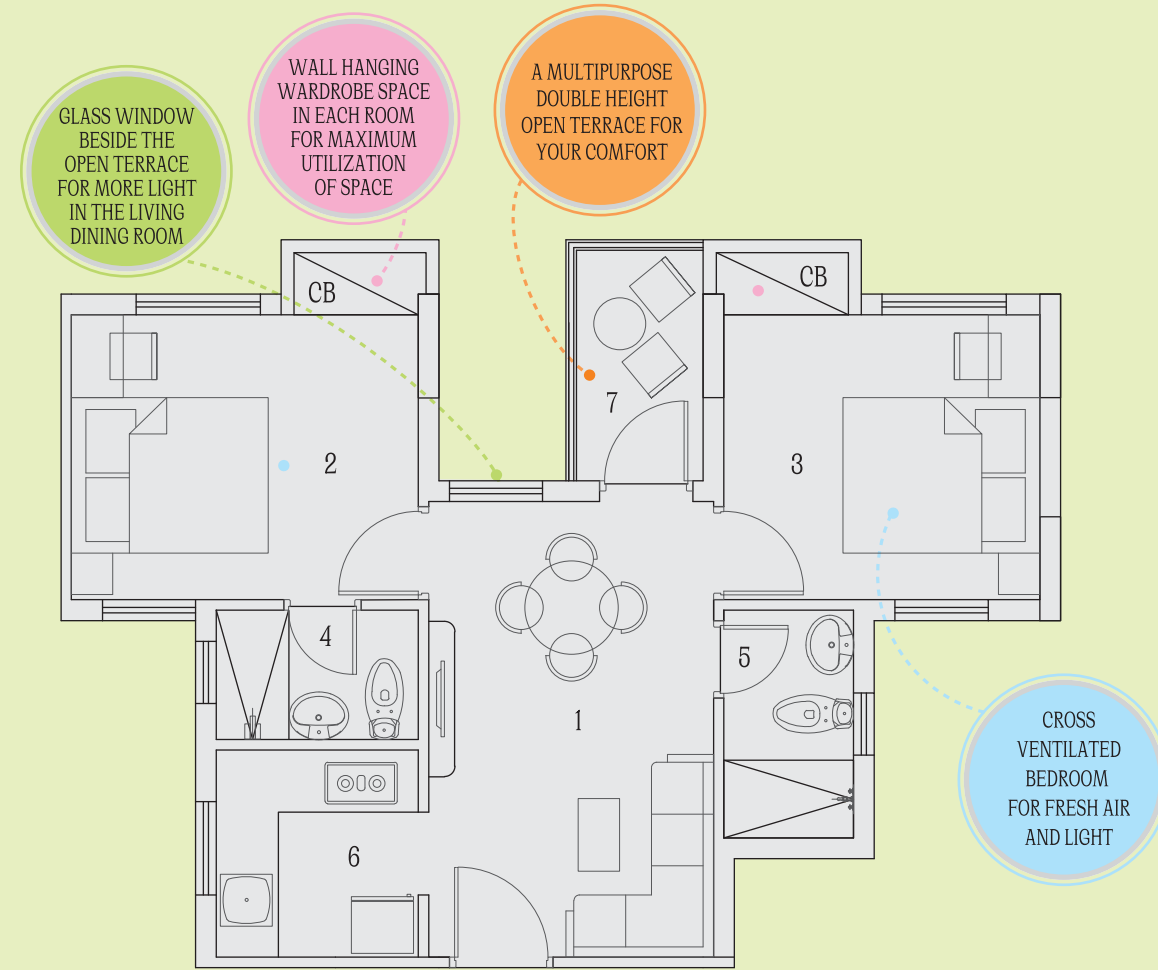 GLASS WINDOW
BESIDE THE
OPEN TERRACE
FOR MORE LIGHT
IN THE LIVING
DINING ROOM
WALL HANGING
WARDROBE SPACE
IN EACH ROOM
FOR MAXIMUM
UTILIZATION
OF SPACE
A MULTIPURPOSE
DOUBLE HEIGHT
OPEN TERRACE FOR
YOUR COMFORT
CB
CB
7
2
3
4
5
1
6
CROSS
VENTILATED
BEDROOM
FOR FRESH AIR
AND LIGHT